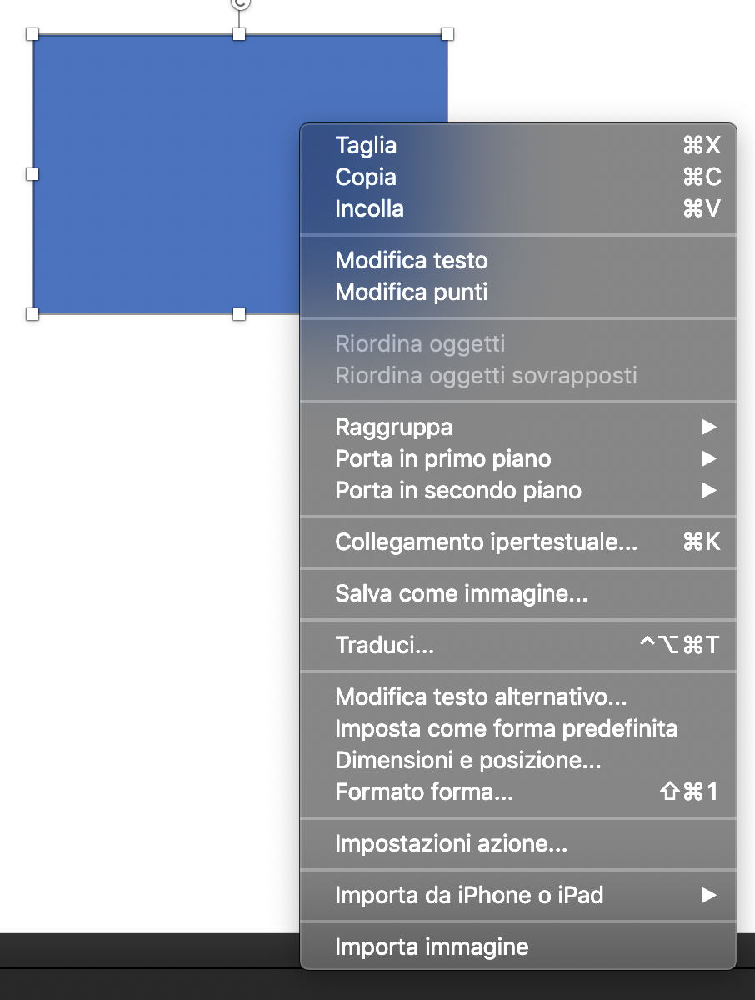 Taglia ⌘X
Copia ⌘C
Incolla ⌘V
Modifica testo
Modifica punti
Riordina oggetti
Riordina oggetti sovrapposti
Raggruppa ▶
Porta in primo piano ▶
Porta in secondo piano ▶
Collegamento ipertestuale... ⌘K
Salva come immagine...
Traduci... ^⌥⌘T
Modifica testo alternativo...
Imposta come forma predefinita
Dimensioni e posizione...
Formato forma... ⇧⌘1
Impostazioni azione...
Importa da iPhone o iPad ▶
Importa immagine